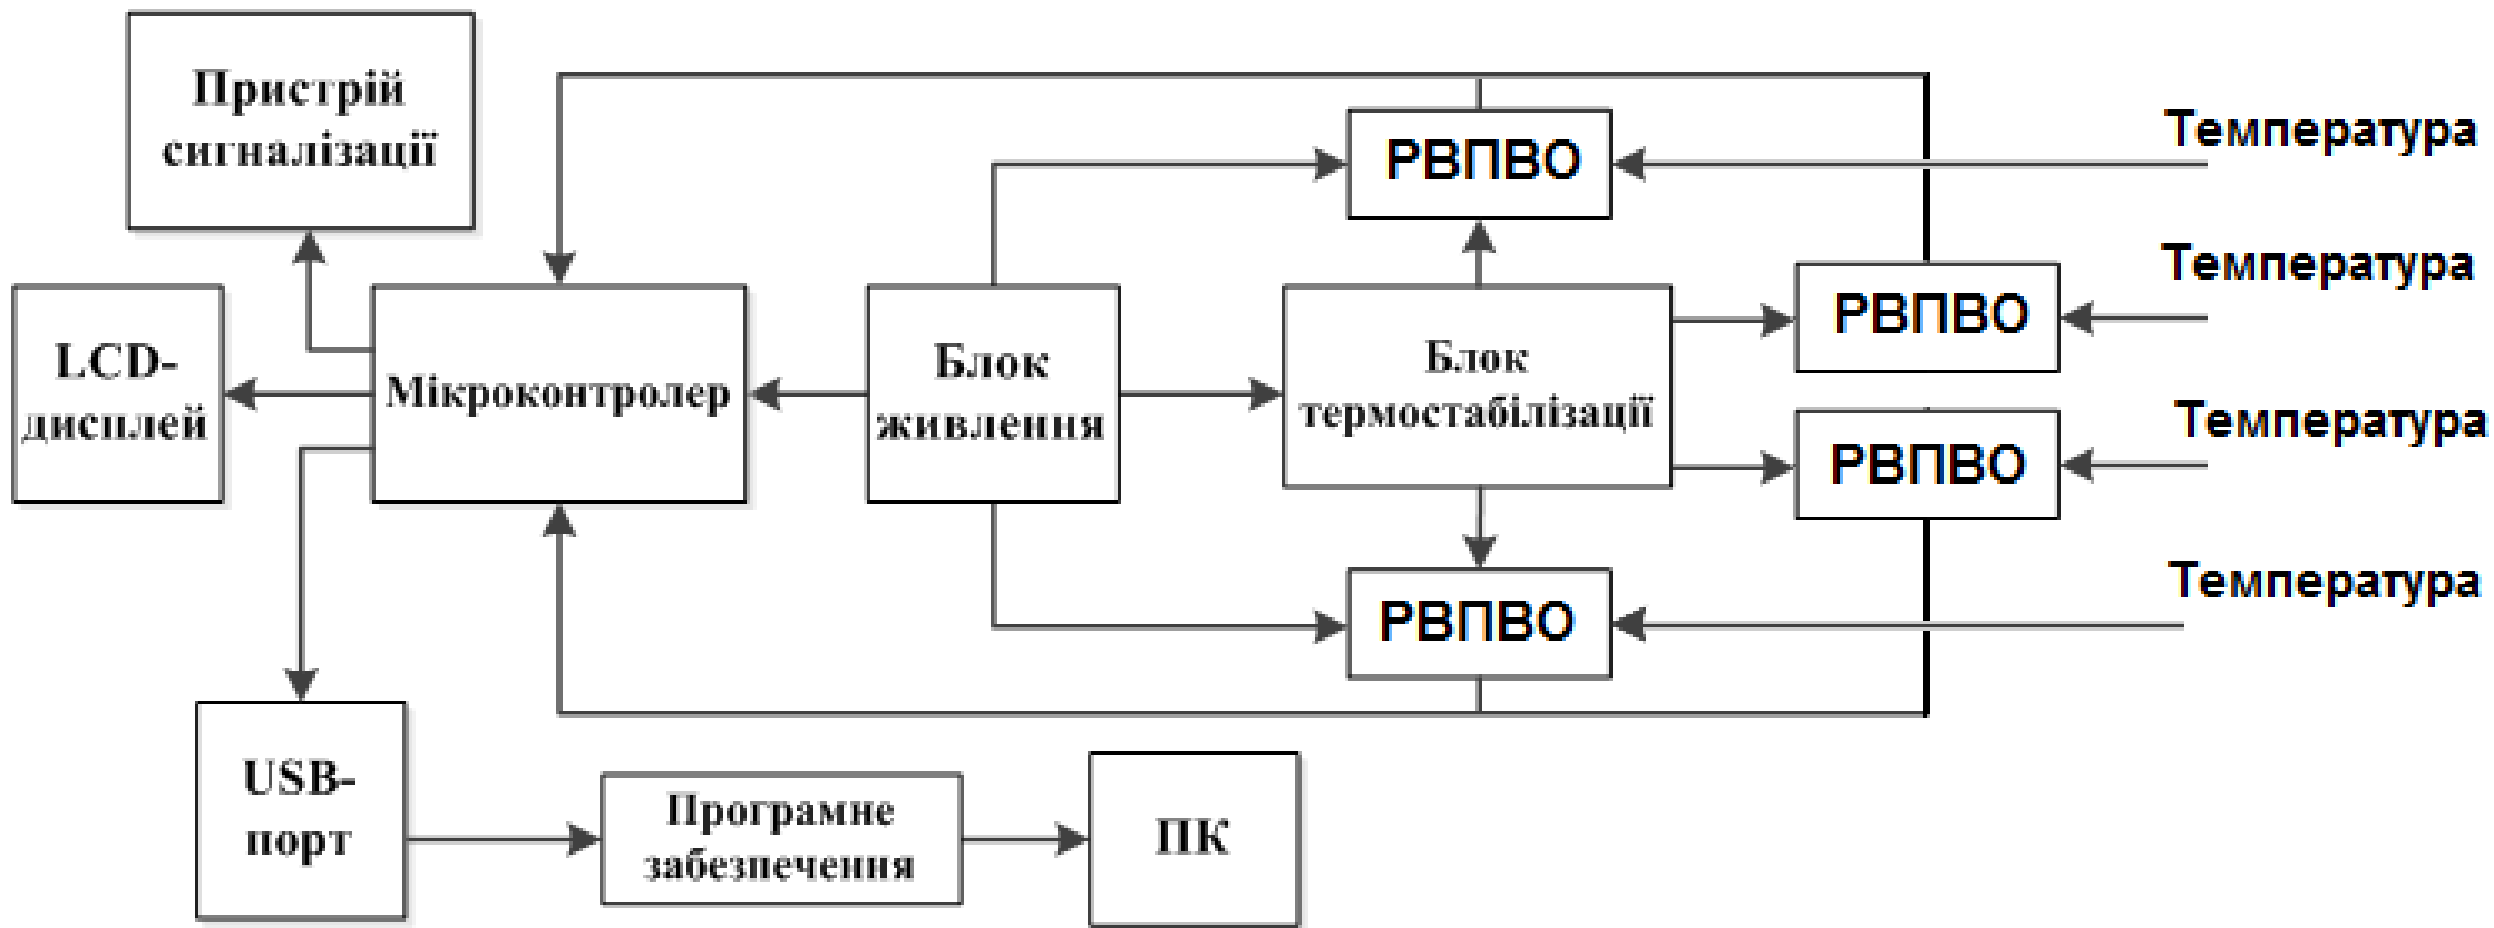 Пристрій
сигналізації
РВПВО
Температура
Температура
РВПВО
LCD-
дисплей
Мікроконтролер
Блок
живлення
Блок
термостабілізації
Температура
РВПВО
Температура
РВПВО
USB-
порт
Програмне
забезпечення
ПК